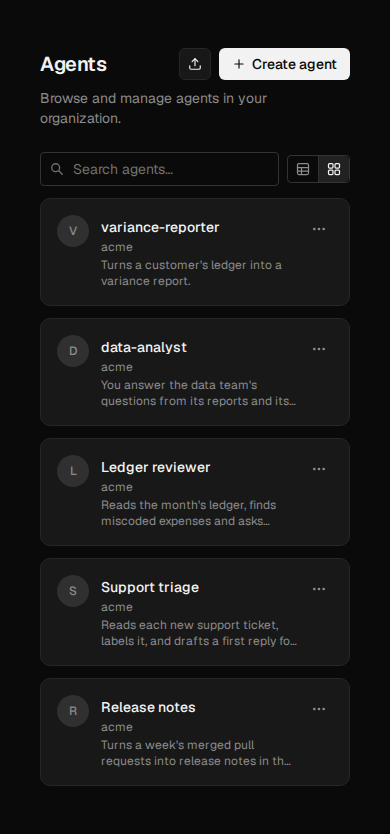 Agents
Create agent
Browse and manage agents in your
organization.
Search agents...
V
variance-reporter
acme
Turns a customer's ledger into a
variance report.
D
data-analyst
acme
You answer the data team's
questions from its reports and its...
L
Ledger reviewer
acme
Reads the month's ledger, finds
miscoded expenses and asks...
S
Support triage
acme
Reads each new support ticket,
labels it, and drafts a first reply fo...
R
Release notes
acme
Turns a week's merged pull
requests into release notes in th...